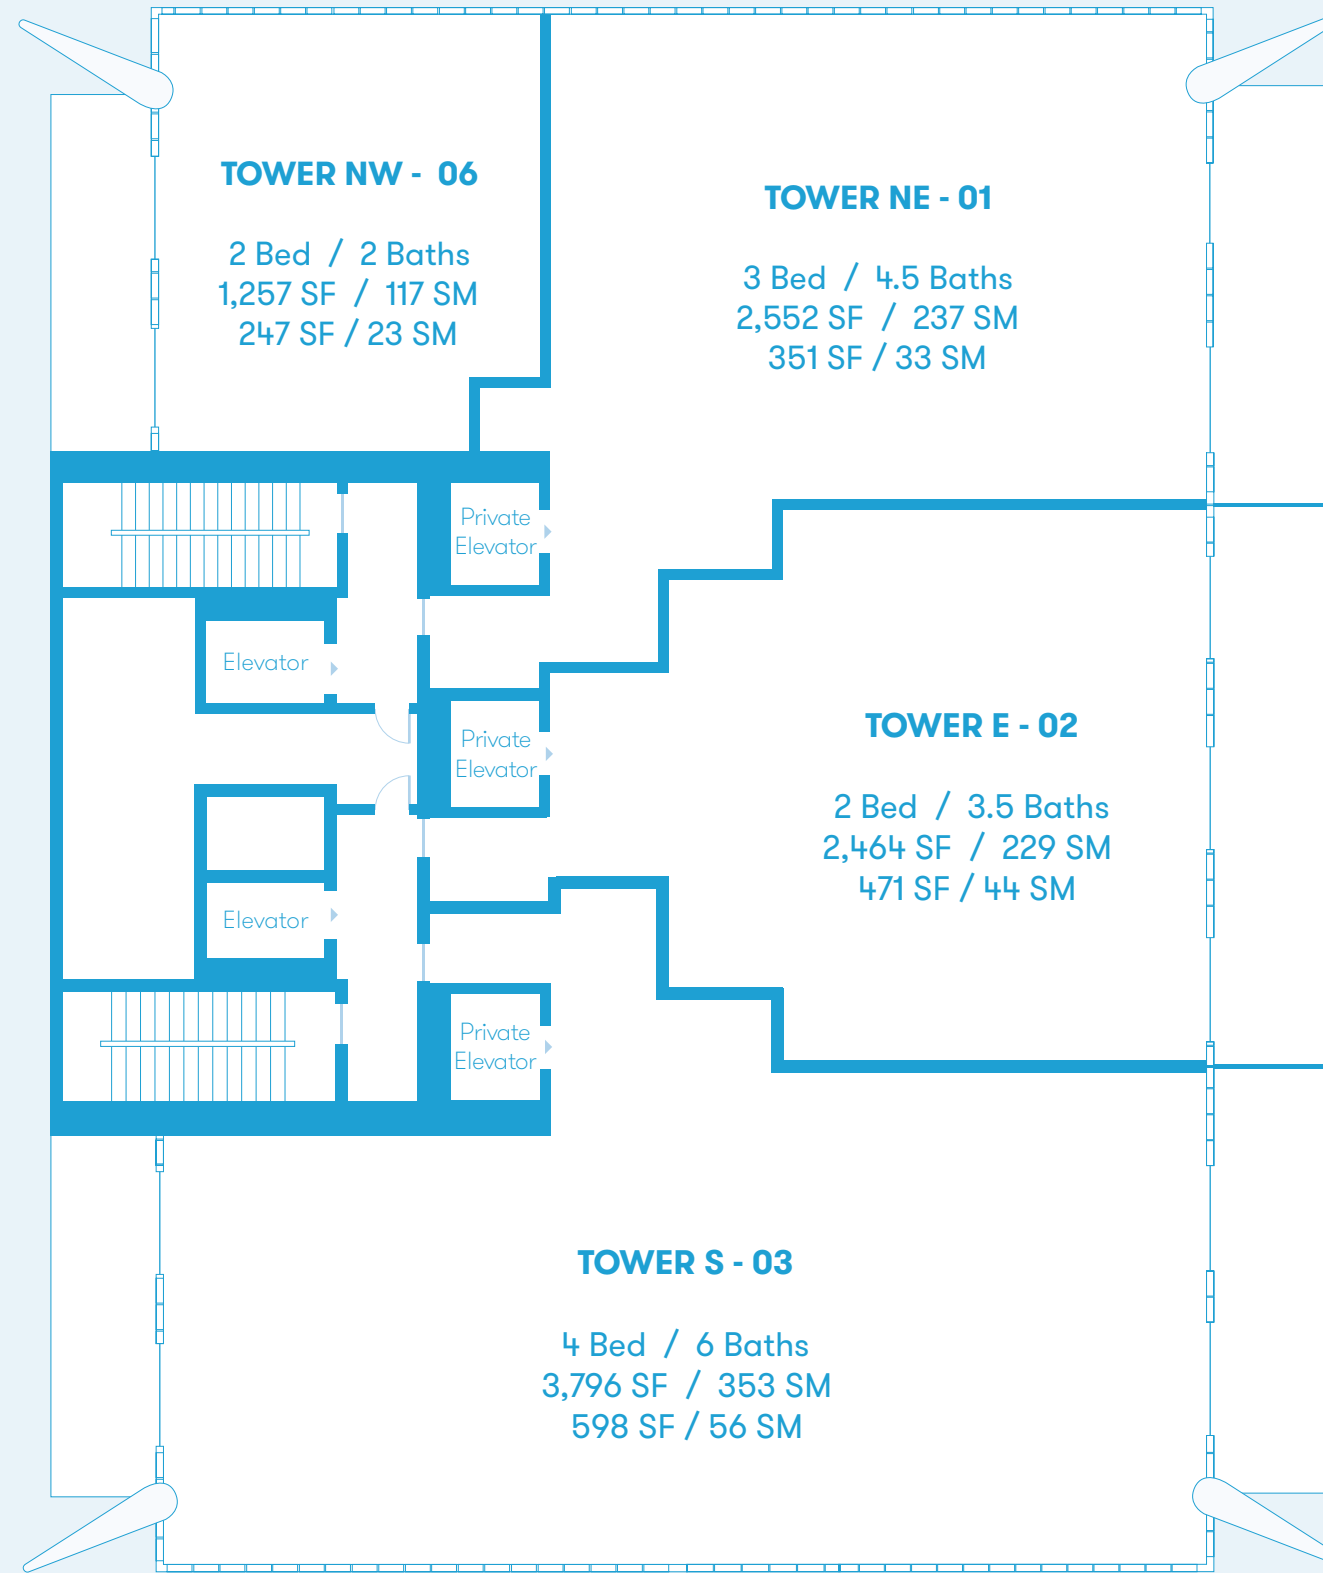 TOWER NW - 06
2 Bed / 2 Baths
1,257 SF / 117 SM
247 SF / 23 SM
TOWER NE - 01
3 Bed / 4.5 Baths
2,552 SF / 237 SM
351 SF / 33 SM
Private
Elevator
Elevator
Private
Elevator
TOWER E - 02
2 Bed / 3.5 Baths
2,464 SF / 229 SM
471 SF / 44 SM
Elevator
Private
Elevator
TOWER S - 03
4 Bed / 6 Baths
3,796 SF / 353 SM
598 SF / 56 SM